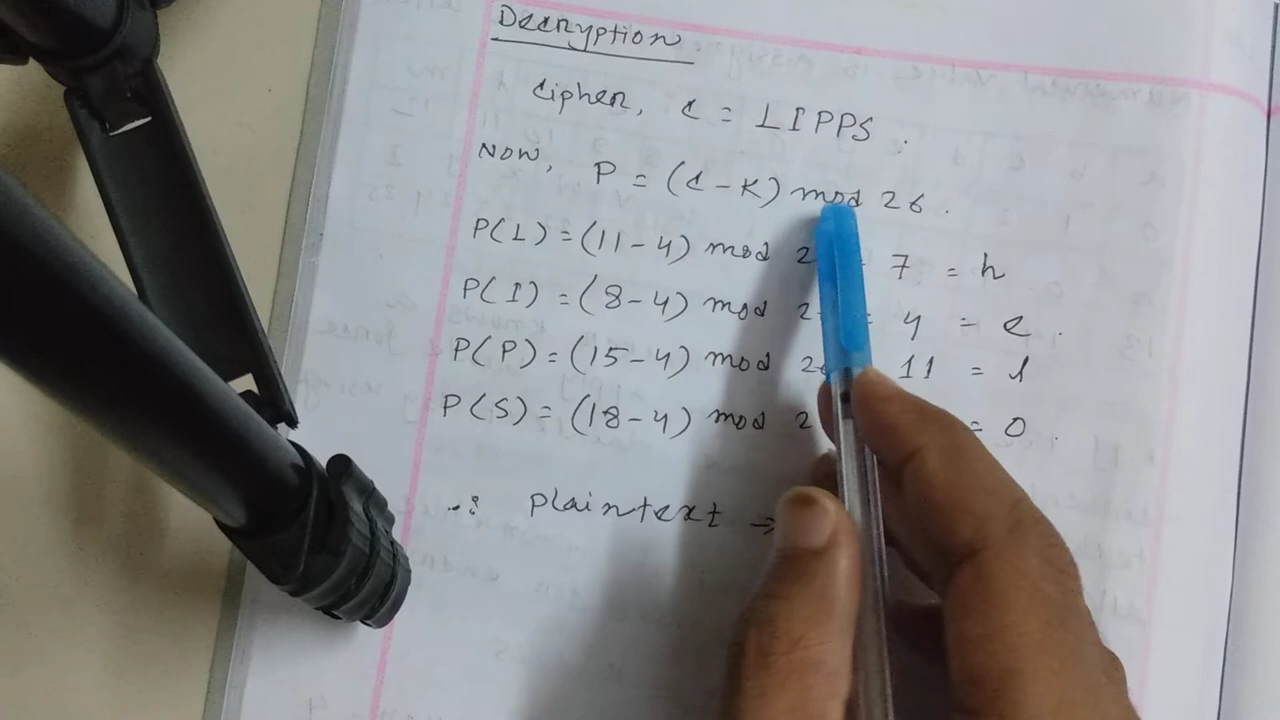 Decryption
Cipher, C = LIPPS.
Now, P = (C-K) mod 26.
P(L) = (11-4) mod 2 = 7 = h
P(I) = (8-4) mod 2 = 4 = e.
P(P) = (15-4) mod 26 11 = l
P(S) = (18-4) mod 2 = o.
∴ Plaintext →